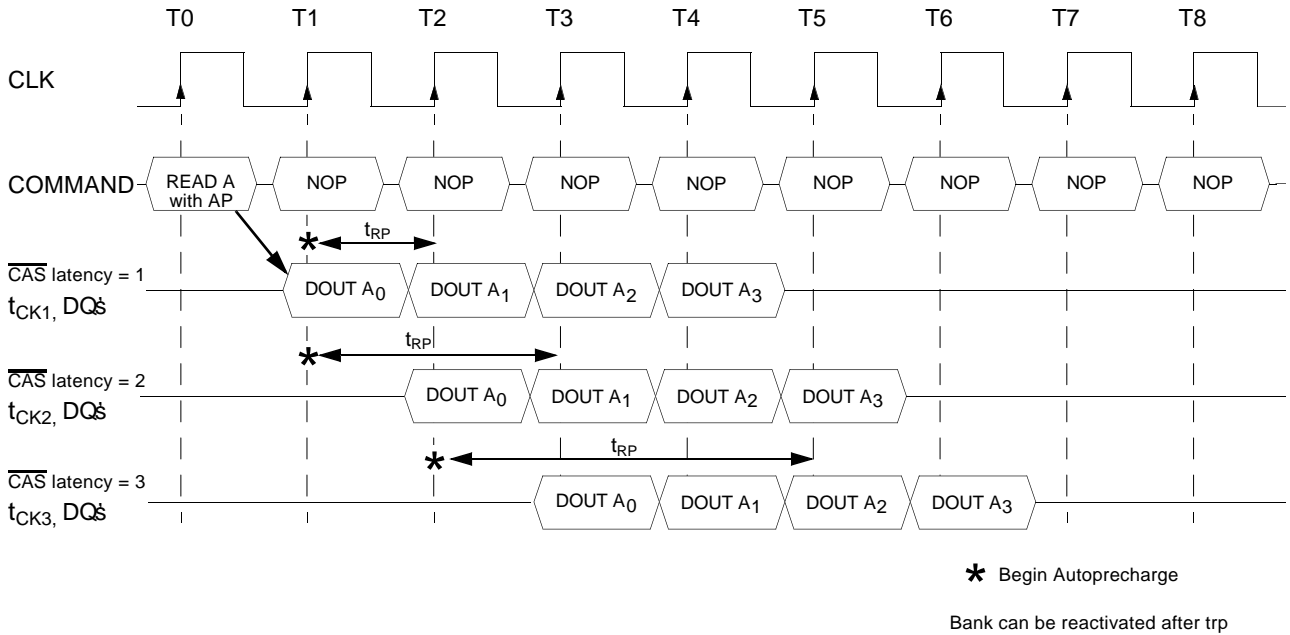 T0 T1 T2 T3 T4 T5 T6 T7 T8
CLK
COMMAND
READ A
with AP
NOP NOP NOP NOP NOP NOP NOP NOP
* tRP
CAS latency = 1
tCK1, DQ's
DOUT A0 DOUT A1 DOUT A2 DOUT A3
* tRP
CAS latency = 2
tCK2, DQ's
DOUT A0 DOUT A1 DOUT A2 DOUT A3
* tRP
CAS latency = 3
tCK3, DQ's
DOUT A0 DOUT A1 DOUT A2 DOUT A3
* Begin Autoprecharge
Bank can be reactivated after trp